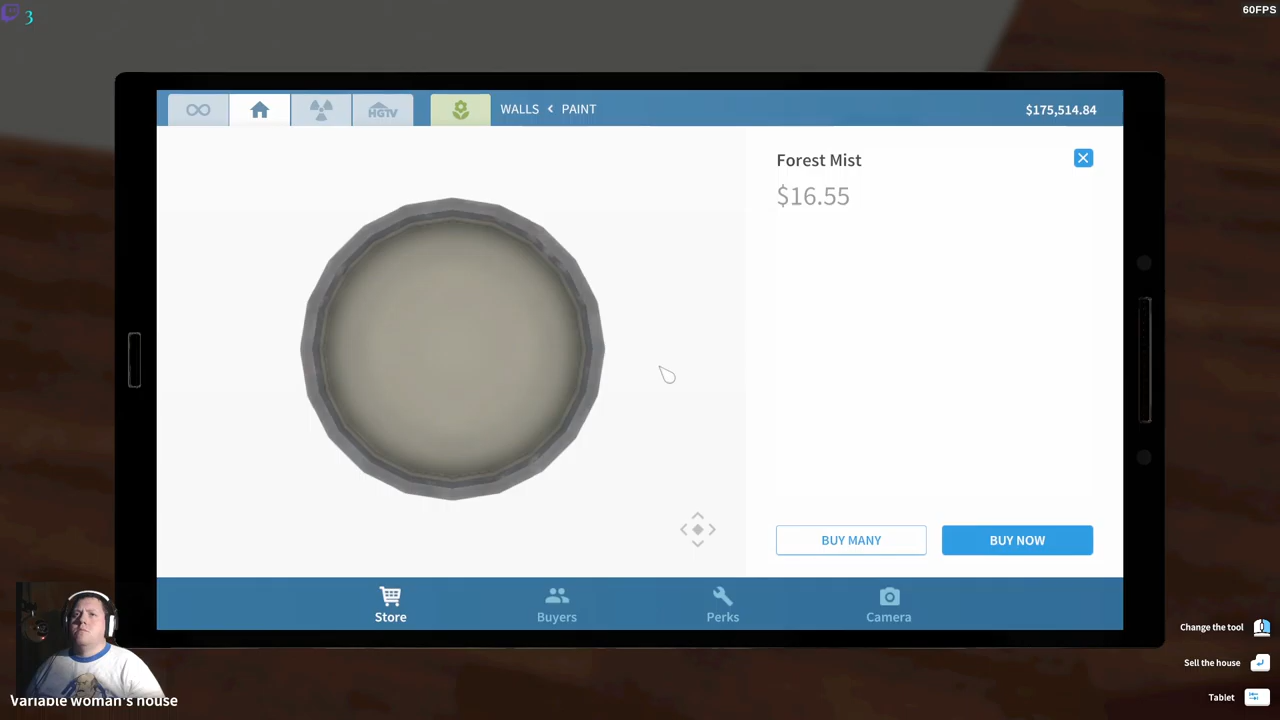 3
60FPS
HGTV
WALLS < PAINT
$175,514.84
Forest Mist
$16.55
BUY MANY
BUY NOW
Store
Buyers
Perks
Camera
Change the tool
Sell the house
Tablet
Variable woman's house